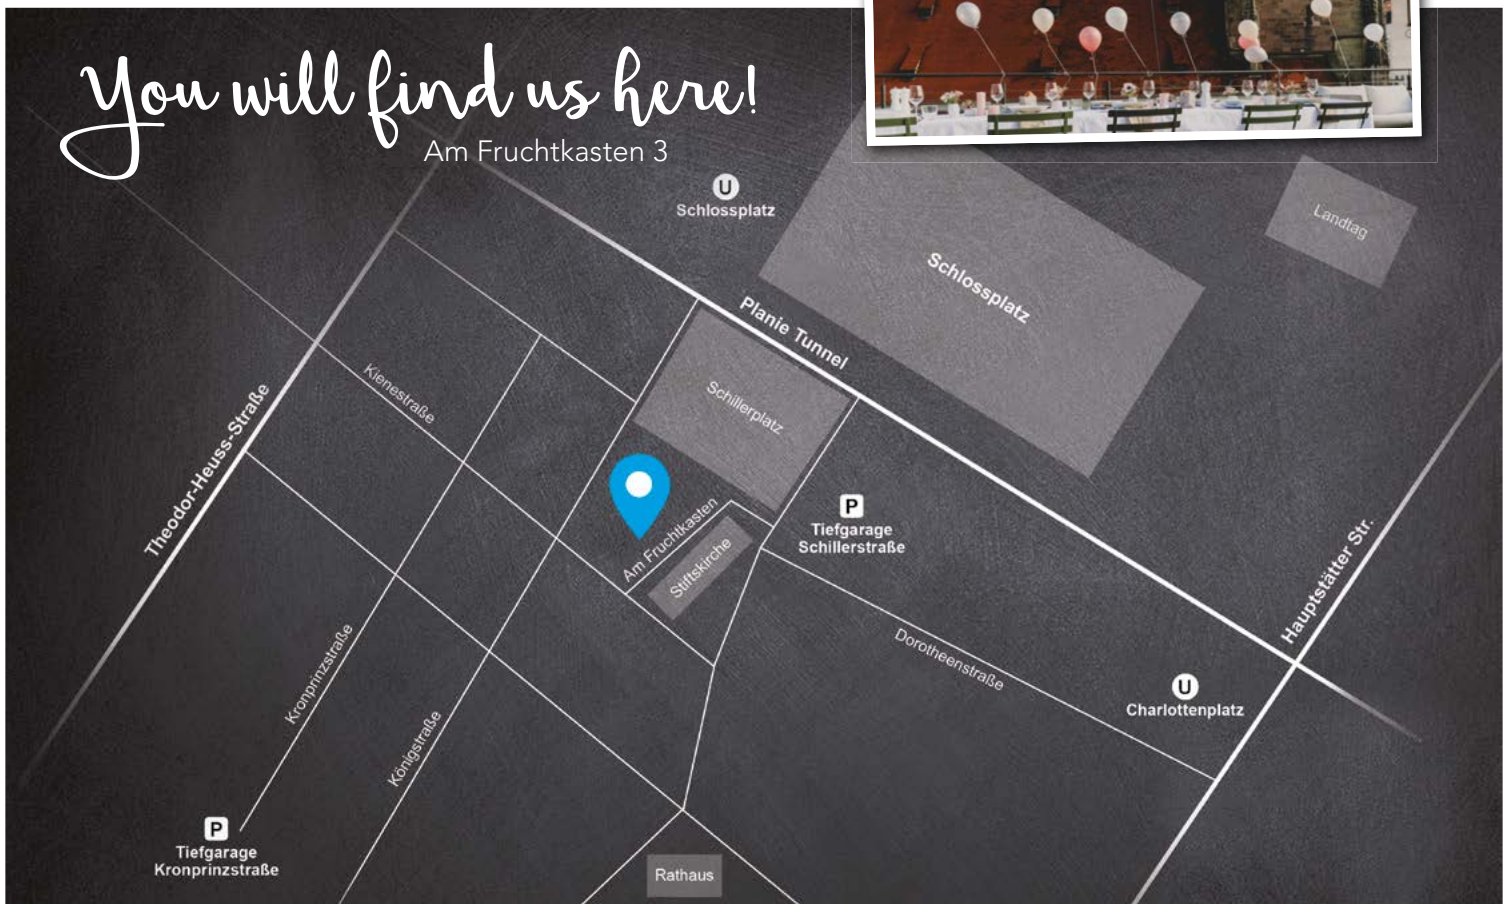 You will find us here!
Am Fruchtkasten 3
U
Schlossplatz
Landtag
Schlossplatz
Planie Tunnel
Kienestraße
Schillerplatz
Theodor-Heuss-Straße
P
Tiefgarage
Schillerstraße
Am Fruchtkasten
Stiftskirche
Hauptstätter Str.
Dorotheenstraße
Kronprinzstraße
U
Charlottenplatz
Königstraße
P
Tiefgarage
Kronprinzstraße
Rathaus